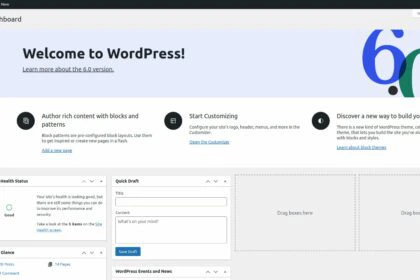 New
hboard
Welcome to WordPress!
Learn more about the 6.0 version.
6.0
Author rich content with blocks and
patterns
Block patterns are pre-configured block layouts. Use them
to get inspired or create new pages in a flash.
Add a new page
Start Customizing
Configure your site's logo, header, menus, and more in the
Customizer.
Open the Customizer
Discover a new way to build you
There is a new kind of WordPress theme, c
theme, that lets you build the site you've a
with blocks and styles.
Learn about block themes
Health Status
Good
Your site's health is looking good, but
there are still some things you can do
to improve its performance and
security.
Take a look at the 5 items on the Site
Health screen.
Quick Draft
Title
Content
What's on your mind?
Save Draft
Drag boxes here
Drag box
Glance
Posts
14 Pages
Comment
WordPress Events and News